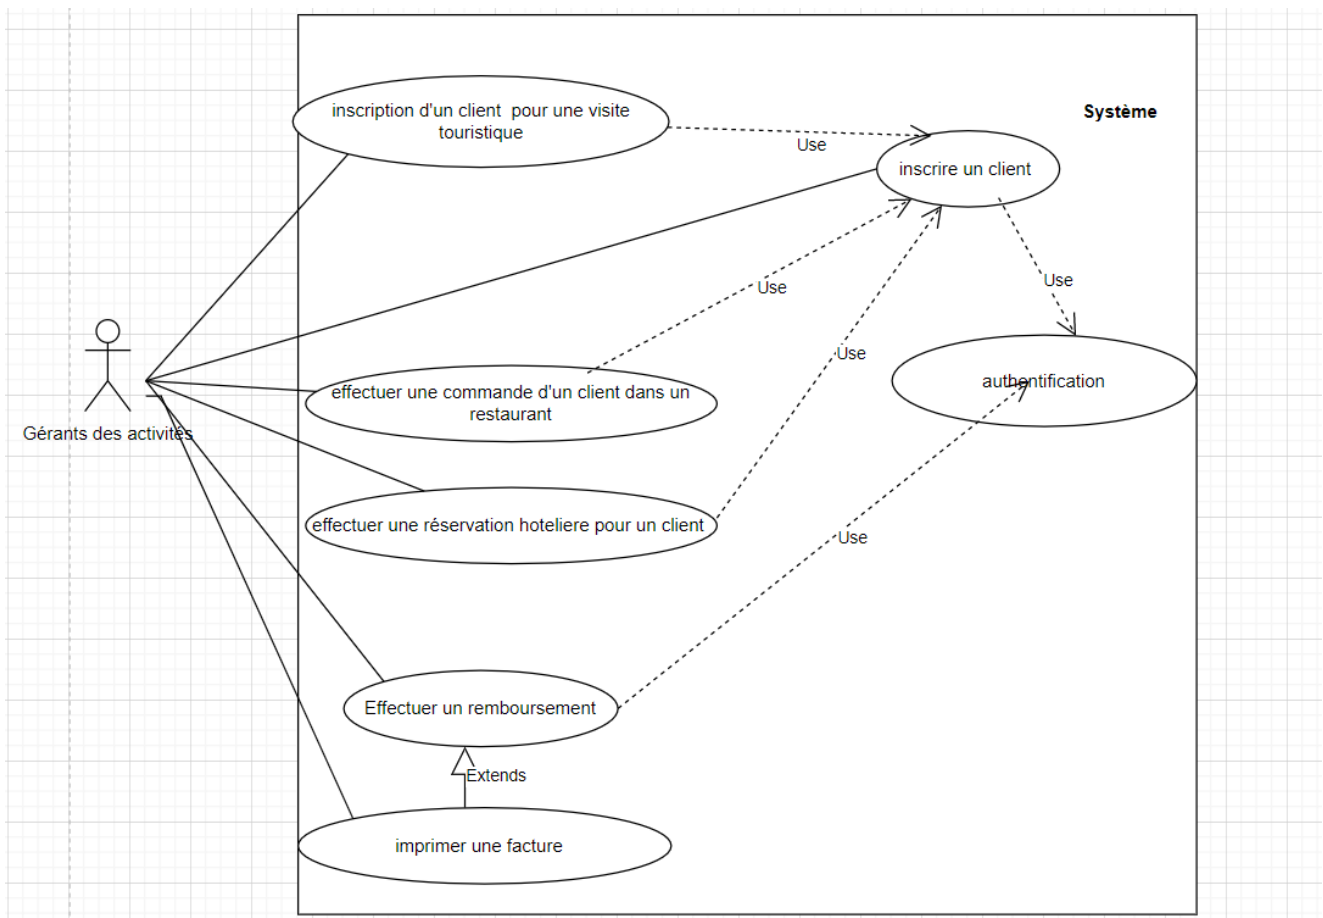 inscription d'un client pour une visite
touristique
Système
Use
inscrire un client
Use
Use
Use
effectuer une commande d'un client dans un
restaurant
authentification
Gérants des activités
effectuer une réservation hoteliere pour un client
Use
Effectuer un remboursement
Extends
imprimer une facture